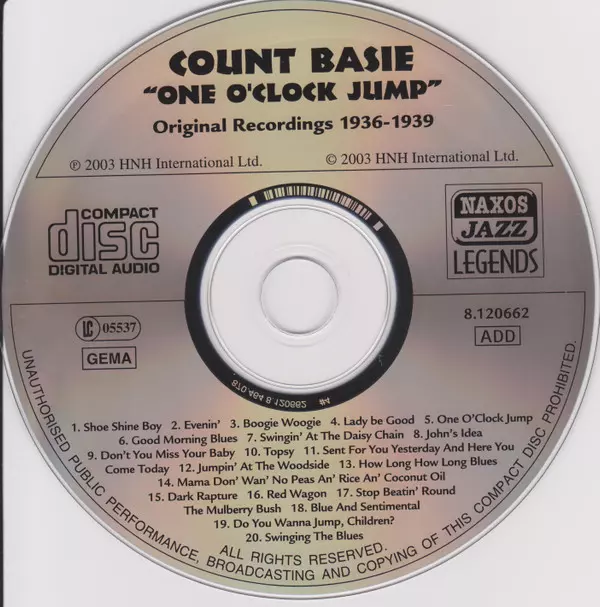 COUNT BASIE
"ONE O'CLOCK JUMP"
Original Recordings 1936-1939
℗ 2003 HNH International Ltd.
© 2003 HNH International Ltd.
COMPACT
disc
DIGITAL AUDIO
NAXOS
JAZZ
LEGENDS
LC 05537
GEMA
8.120662
ADD
870 464 8.120662 #4
1. Shoe Shine Boy 2. Evenin' 3. Boogie Woogie 4. Lady be Good 5. One O'Clock Jump
6. Good Morning Blues 7. Swingin' At The Daisy Chain 8. John's Idea
9. Don't You Miss Your Baby 10. Topsy 11. Sent For You Yesterday And Here You
Come Today 12. Jumpin' At The Woodside 13. How Long How Long Blues
14. Mama Don' Wan' No Peas An' Rice An' Coconut Oil
15. Dark Rapture 16. Red Wagon 17. Stop Beatin' Round
The Mulberry Bush 18. Blue And Sentimental
19. Do You Wanna Jump, Children?
20. Swinging The Blues
ALL RIGHTS RESERVED.
UNAUTHORISED PUBLIC PERFORMANCE, BROADCASTING AND COPYING OF THIS COMPACT DISC PROHIBITED.